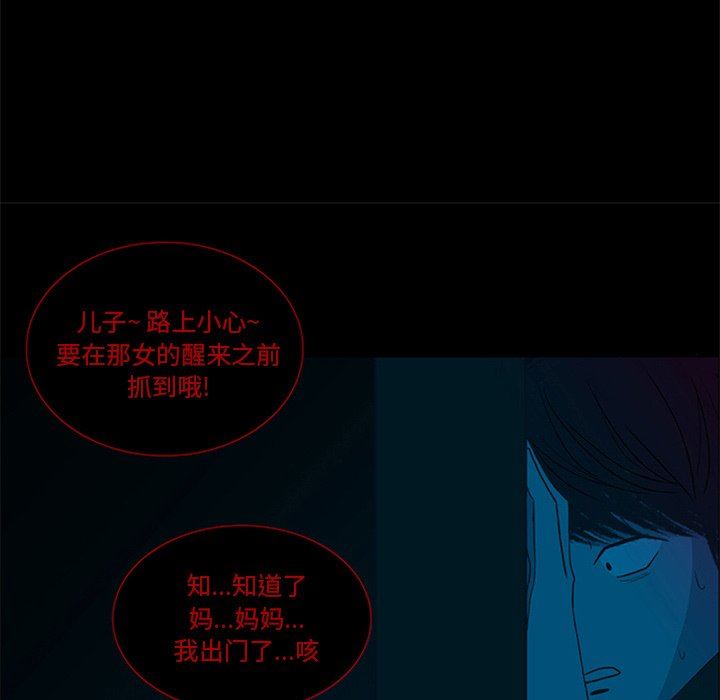 儿子~ 路上小心~
要在那女的醒来之前
抓到哦!
知...知道了
妈...妈妈...
我出门了...咳